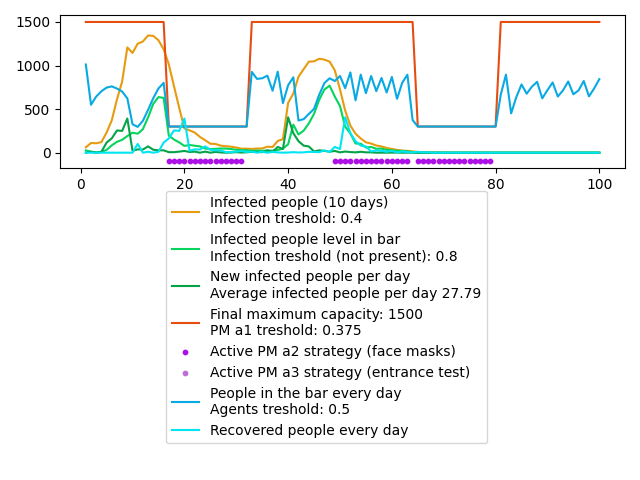 1500
1000
500
0
0 20 40 60 80 100
Infected people (10 days)
Infection treshold: 0.4
Infected people level in bar
Infection treshold (not present): 0.8
New infected people per day
Average infected people per day 27.79
Final maximum capacity: 1500
PM a1 treshold: 0.375
Active PM a2 strategy (face masks)
Active PM a3 strategy (entrance test)
People in the bar every day
Agents treshold: 0.5
Recovered people every day